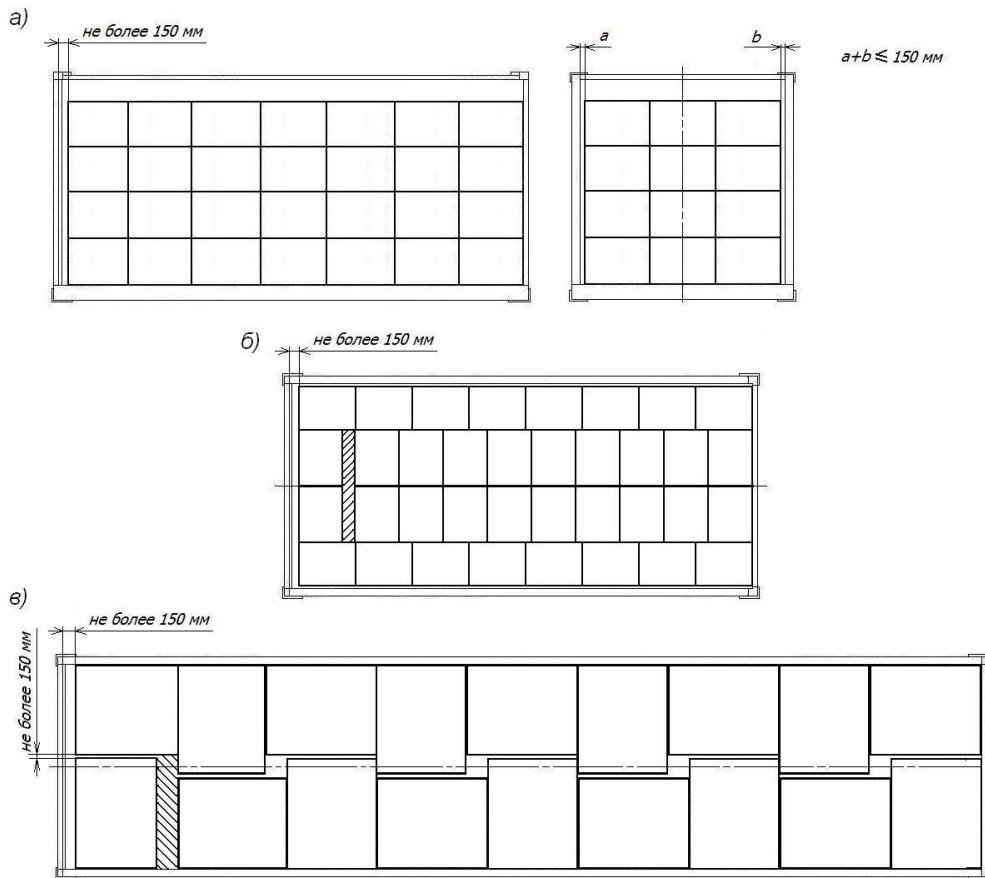 а)
не более 150 мм
a
b
a+b ≤ 150 мм
б)
не более 150 мм
в)
не более 150 мм
не более 150 мм